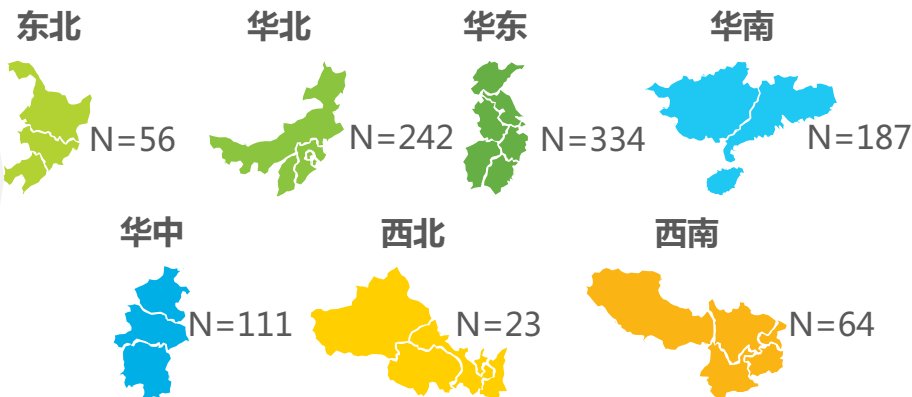 东北 华北 华东 华南
N=56 N=242 N=334 N=187
华中 西北 西南
N=111 N=23 N=64